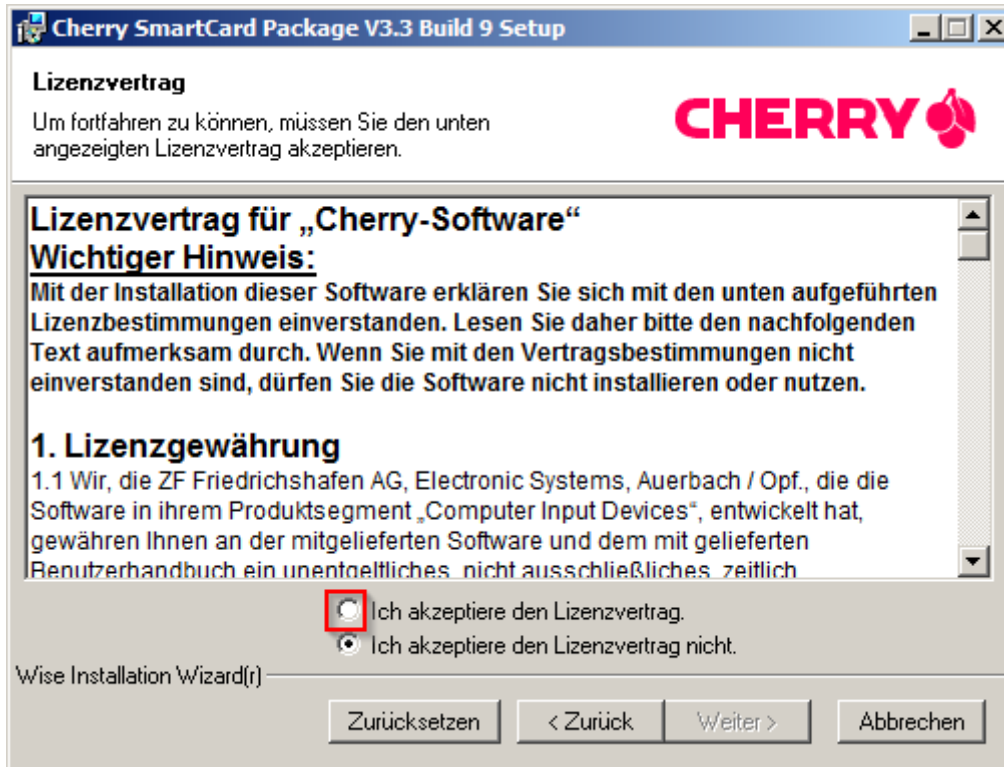 Cherry SmartCard Package V3.3 Build 9 Setup
Lizenzvertrag
Um fortfahren zu können, müssen Sie den unten
angezeigten Lizenzvertrag akzeptieren.
CHERRY
Lizenzvertrag für „Cherry-Software“
Wichtiger Hinweis:
Mit der Installation dieser Software erklären Sie sich mit den unten aufgeführten
Lizenzbestimmungen einverstanden. Lesen Sie daher bitte den nachfolgenden
Text aufmerksam durch. Wenn Sie mit den Vertragsbestimmungen nicht
einverstanden sind, dürfen Sie die Software nicht installieren oder nutzen.
1. Lizenzgewährung
1.1 Wir, die ZF Friedrichshafen AG, Electronic Systems, Auerbach / Opf., die die
Software in ihrem Produktsegment „Computer Input Devices“, entwickelt hat,
gewähren Ihnen an der mitgelieferten Software und dem mit gelieferten
Benutzerhandbuch ein unentgeltliches, nicht ausschließliches, zeitlich
Ich akzeptiere den Lizenzvertrag.
Ich akzeptiere den Lizenzvertrag nicht.
Wise Installation Wizard(r)
Zurücksetzen
< Zurück
Weiter >
Abbrechen